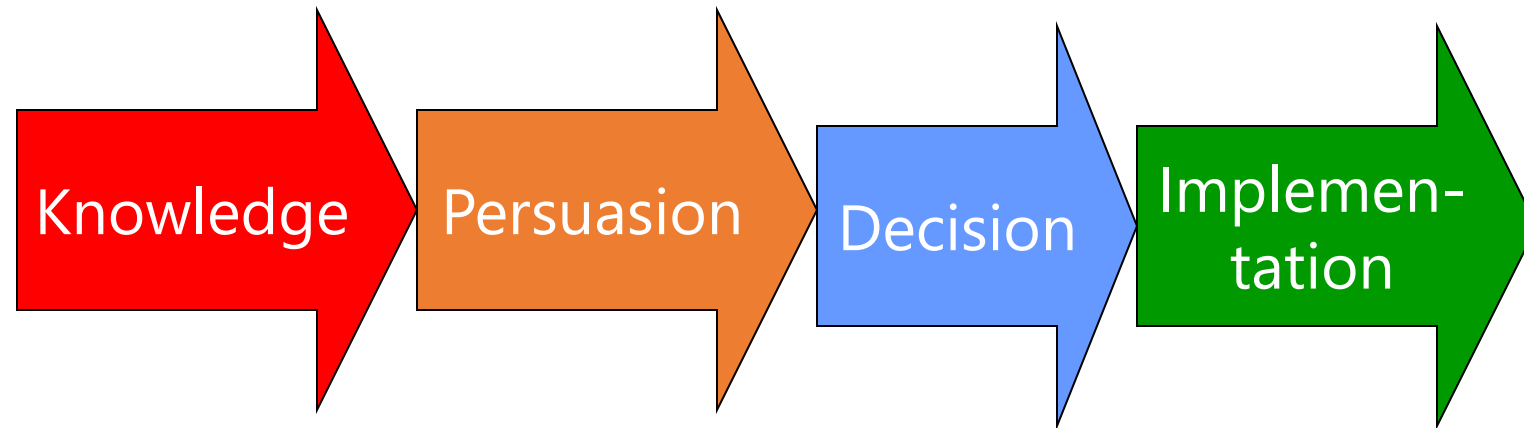 Knowledge
Persuasion
Decision
Implemen-
tation